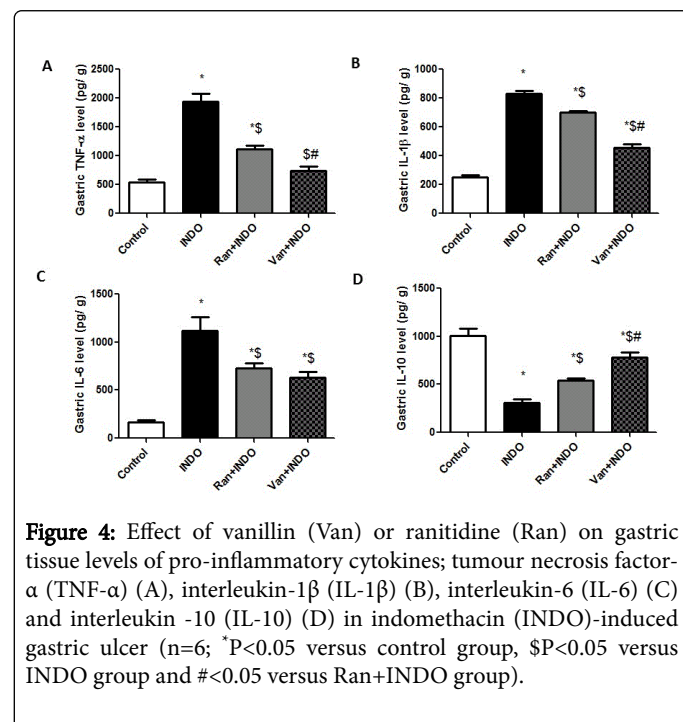 A
Gastric TNF-α level (pg/ g)
2500
2000
1500
1000
500
0
*
*$
$#
Control
INDO
Ran+INDO
Van+INDO
B
Gastric IL-1β level (pg/ g)
1000
800
600
400
200
0
*
*$
*$#
Control
INDO
Ran+INDO
Van+INDO
C
Gastric IL-6 level (pg/ g)
1500
1000
500
0
*
*$
*$
Control
INDO
Ran+INDO
Van+INDO
D
Gastric IL-10 level (pg/ g)
1500
1000
500
0
*
*$
*$#
Control
INDO
Ran+INDO
Van+INDO
Figure 4: Effect of vanillin (Van) or ranitidine (Ran) on gastric
tissue levels of pro-inflammatory cytokines; tumour necrosis factor-
α (TNF-α) (A), interleukin-1β (IL-1β) (B), interleukin-6 (IL-6) (C)
and interleukin -10 (IL-10) (D) in indomethacin (INDO)-induced
gastric ulcer (n=6; *P<0.05 versus control group, $P<0.05 versus
INDO group and #<0.05 versus Ran+INDO group).